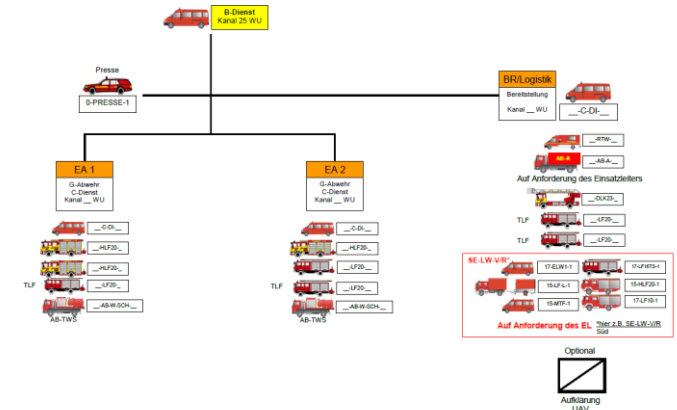 B-Dienst
Kanal 25 WU
Presse
0-PRESSE-1
BR/Logistik
Bereitstellung
Kanal __ WU
__-C-DI-__
__-RTW-__
AB-A
__-AB-A-__
Auf Anforderung des Einsatzleiters
__-DLK23-_
TLF
__-LF20-__
TLF
__-LF20-__
EA 1
G-Abwehr
C-Dienst
Kanal __ WU
__-C-DI-__
__-HLF20-_
__-HLF20-_
TLF
__-LF20-__
__-AB-W-SCH-__
AB-TWS
EA 2
G-Abwehr
C-Dienst
Kanal __ WU
__-C-DI-__
__-HLF20-_
__-LF20-__
TLF
__-LF20-__
__-AB-W-SCH-__
AB-TWS
SE-LW-V/R*
17-ELW1-1
17-LF16TS-1
15-LF-L-1
15-HLF20-1
15-MTF-1
17-LF10-1
Auf Anforderung des EL
*hier z.B. SE-LW-V/R
Süd
Optional
Aufklärung
UAV